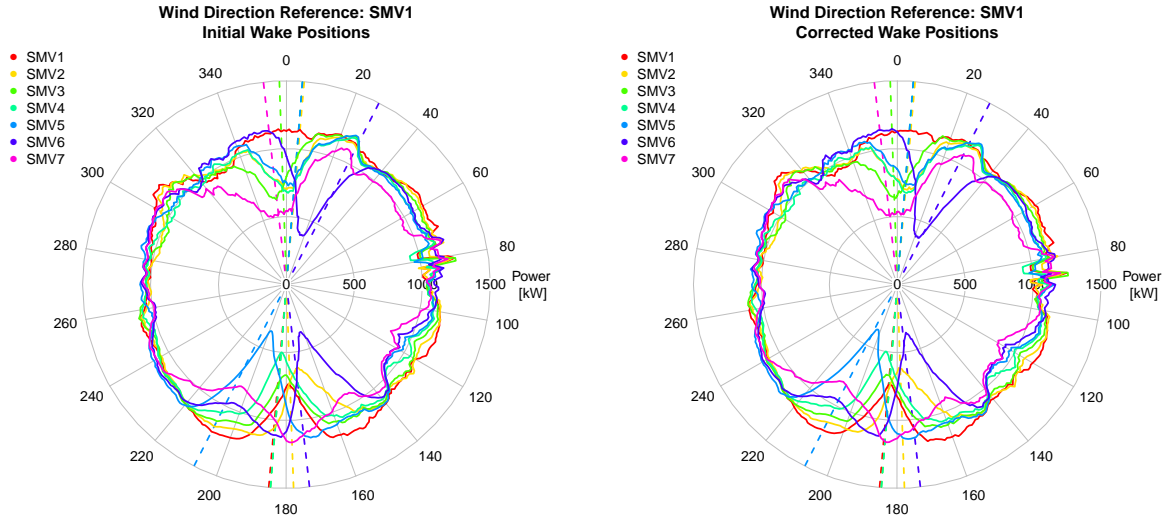 Wind Direction Reference: SMV1
Initial Wake Positions
SMV1
SMV2
SMV3
SMV4
SMV5
SMV6
SMV7
0
20
40
60
80
100
120
140
160
180
200
220
240
260
280
300
320
340
0
500
1000
1500
Power
[kW]
Wind Direction Reference: SMV1
Corrected Wake Positions
SMV1
SMV2
SMV3
SMV4
SMV5
SMV6
SMV7
0
20
40
60
80
100
120
140
160
180
200
220
240
260
280
300
320
340
0
500
1000
1500
Power
[kW]